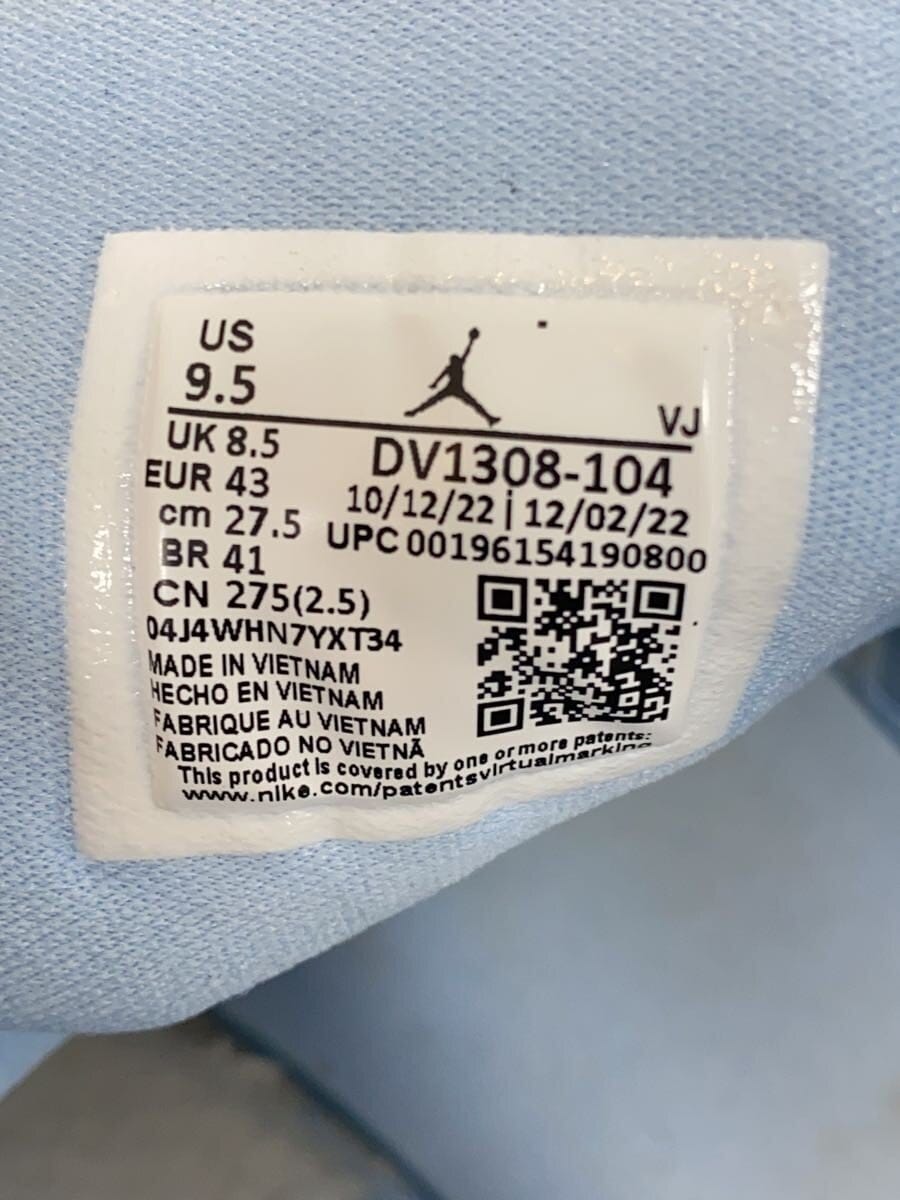 US
9.5
VJ
UK 8.5
EUR 43
cm 27.5
BR 41
CN 275(2.5)
DV1308-104
10/12/22 | 12/02/22
UPC 00196154190800
04J4WHN7YXT34
MADE IN VIETNAM
HECHO EN VIETNAM
FABRIQUE AU VIETNAM
FABRICADO NO VIETNÃ
This product is covered by one or more patents:
www.nike.com/patentsvirtualmarking